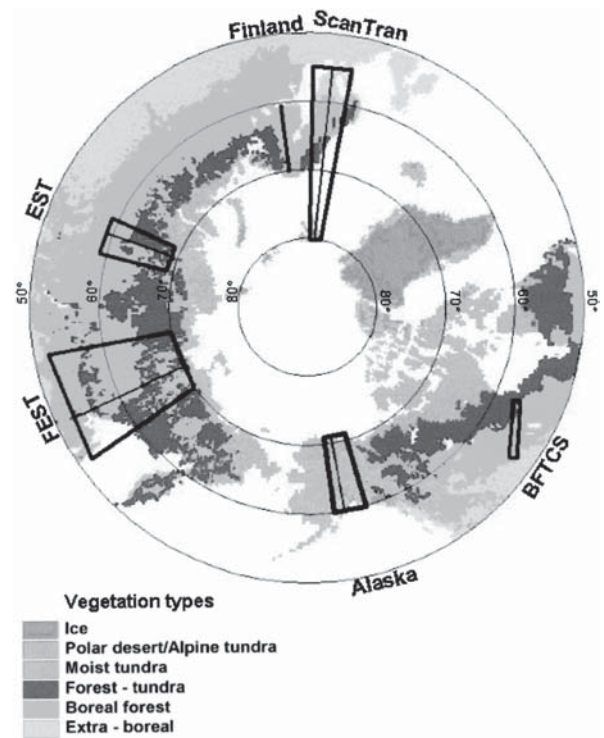 Finland ScanTran
EST
50° 60° 70° 80° 80° 70° 60° 50°
FEST
BFTCS
Alaska
Vegetation types
Ice
Polar desert/Alpine tundra
Moist tundra
Forest - tundra
Boreal forest
Extra - boreal